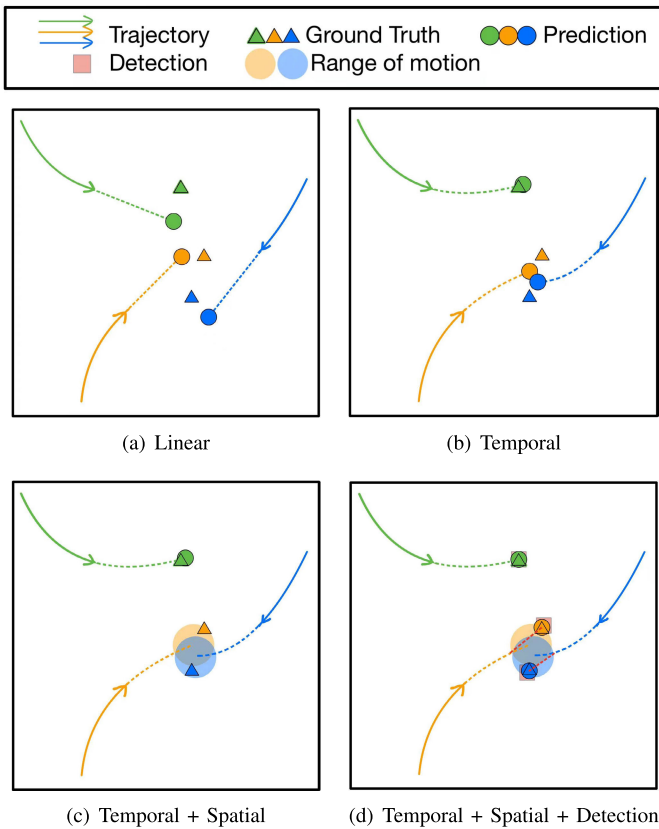 Trajectory Ground Truth Prediction
Detection Range of motion
(a) Linear
(b) Temporal
(c) Temporal + Spatial
(d) Temporal + Spatial + Detection